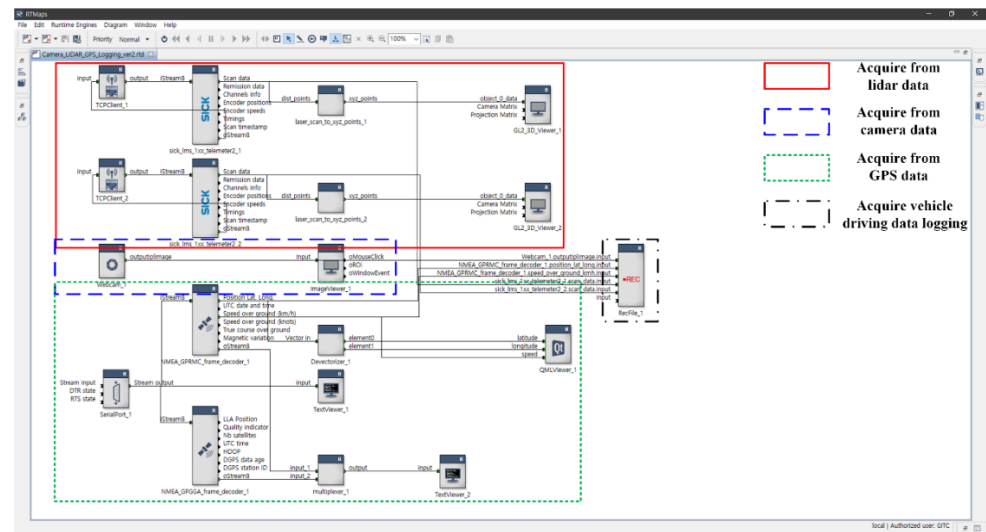 RTMaps
File Edit Runtime Engines Diagram Window Help
Priority Normal
100%
Camera_LIDAR_GPS_Logging_ver2.rtd
input
output
TCPClient_1
iStream8
SICK
Scan data
Remission data
Channels info
Encoder positions
Encoder speeds
Timings
Scan timestamp
oStream8
sick_lms_1xx_telemeter2_1
dist_points
xyz_points
laser_scan_to_xyz_points_1
object_0_data
Camera Matrix
Projection Matrix
GL2_3D_Viewer_1
input
output
TCPClient_2
iStream8
SICK
Scan data
Remission data
Channels info
Encoder positions
Encoder speeds
Timings
Scan timestamp
oStream8
sick_lms_1xx_telemeter2_2
dist_points
xyz_points
laser_scan_to_xyz_points_2
object_0_data
Camera Matrix
Projection Matrix
GL2_3D_Viewer_2
outputIplImage
Webcam_1
input
oMouseClick
oROI
oWindowEvent
ImageViewer_1
Webcam_1.outputIplImage.input
NMEA_GPRMC_frame_decoder_1.position_lat_long.input
NMEA_GPRMC_frame_decoder_1.speed_over_ground_kmh.input
sick_lms_1xx_telemeter2_2.scan_data.input
input
REC
RecFile_1
iStream8
Position Lat. Long.
UTC date and time
Speed over ground (km/h)
Speed over ground (knots)
True course over ground
Magnetic variation
oStream8
NMEA_GPRMC_frame_decoder_1
Vector in
element0
element1
Devectorizer_1
latitude
longitude
speed
Qt
QMLViewer_1
Stream input
DTR state
RTS state
Stream output
SerialPort_1
input
TextViewer_1
iStream8
LLA Position
Quality indicator
Nb satellites
UTC time
HDOP
DGPS data age
DGPS station ID
oStream8
NMEA_GPGGA_frame_decoder_1
input_1
input_2
output
multiplexer_1
input
TextViewer_2
Acquire from
lidar data
Acquire from
camera data
Acquire from
GPS data
Acquire vehicle
driving data logging
local | Authorized user: GITC